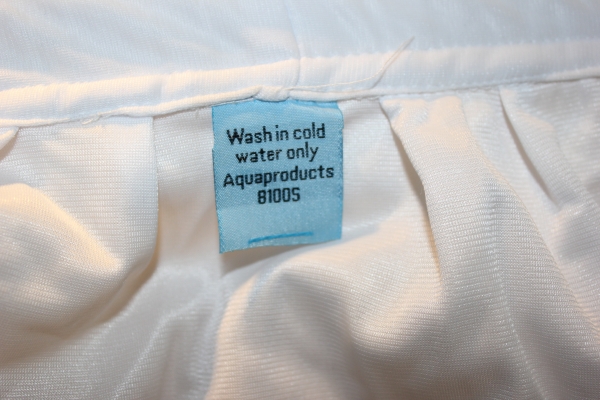 Wash in cold
water only
Aquaproducts
8100S